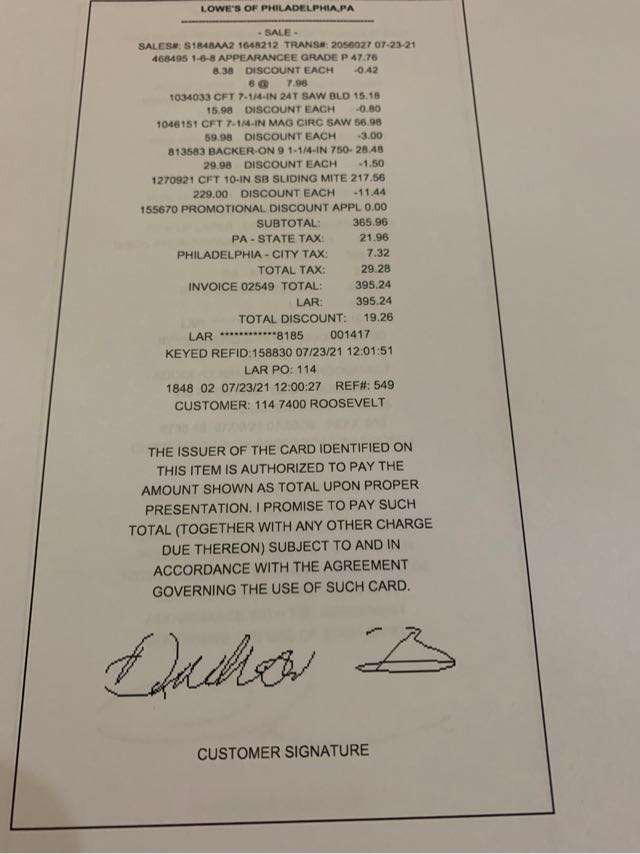 LOWE'S OF PHILADELPHIA,PA
- SALE -
SALES#: S1848AA2 1648212 TRANS#: 2056027 07-23-21
468495 1-6-8 APPEARANCEE GRADE P 47.76
8.38 DISCOUNT EACH -0.42
6 @ 7.96
1034033 CFT 7-1/4-IN 24T SAW BLD 15.18
15.98 DISCOUNT EACH -0.80
1046151 CFT 7-1/4-IN MAG CIRC SAW 56.98
59.98 DISCOUNT EACH -3.00
813583 BACKER-ON 9 1-1/4-IN 750- 28.48
29.98 DISCOUNT EACH -1.50
1270921 CFT 10-IN SB SLIDING MITE 217.56
229.00 DISCOUNT EACH -11.44
155670 PROMOTIONAL DISCOUNT APPL 0.00
SUBTOTAL: 365.96
PA - STATE TAX: 21.96
PHILADELPHIA - CITY TAX: 7.32
TOTAL TAX: 29.28
INVOICE 02549 TOTAL: 395.24
LAR: 395.24
TOTAL DISCOUNT: 19.26
LAR ************8185 001417
KEYED REFID:158830 07/23/21 12:01:51
LAR PO: 114
1848 02 07/23/21 12:00:27 REF#: 549
CUSTOMER: 114 7400 ROOSEVELT
THE ISSUER OF THE CARD IDENTIFIED ON
THIS ITEM IS AUTHORIZED TO PAY THE
AMOUNT SHOWN AS TOTAL UPON PROPER
PRESENTATION. I PROMISE TO PAY SUCH
TOTAL (TOGETHER WITH ANY OTHER CHARGE
DUE THEREON) SUBJECT TO AND IN
ACCORDANCE WITH THE AGREEMENT
GOVERNING THE USE OF SUCH CARD.
CUSTOMER SIGNATURE